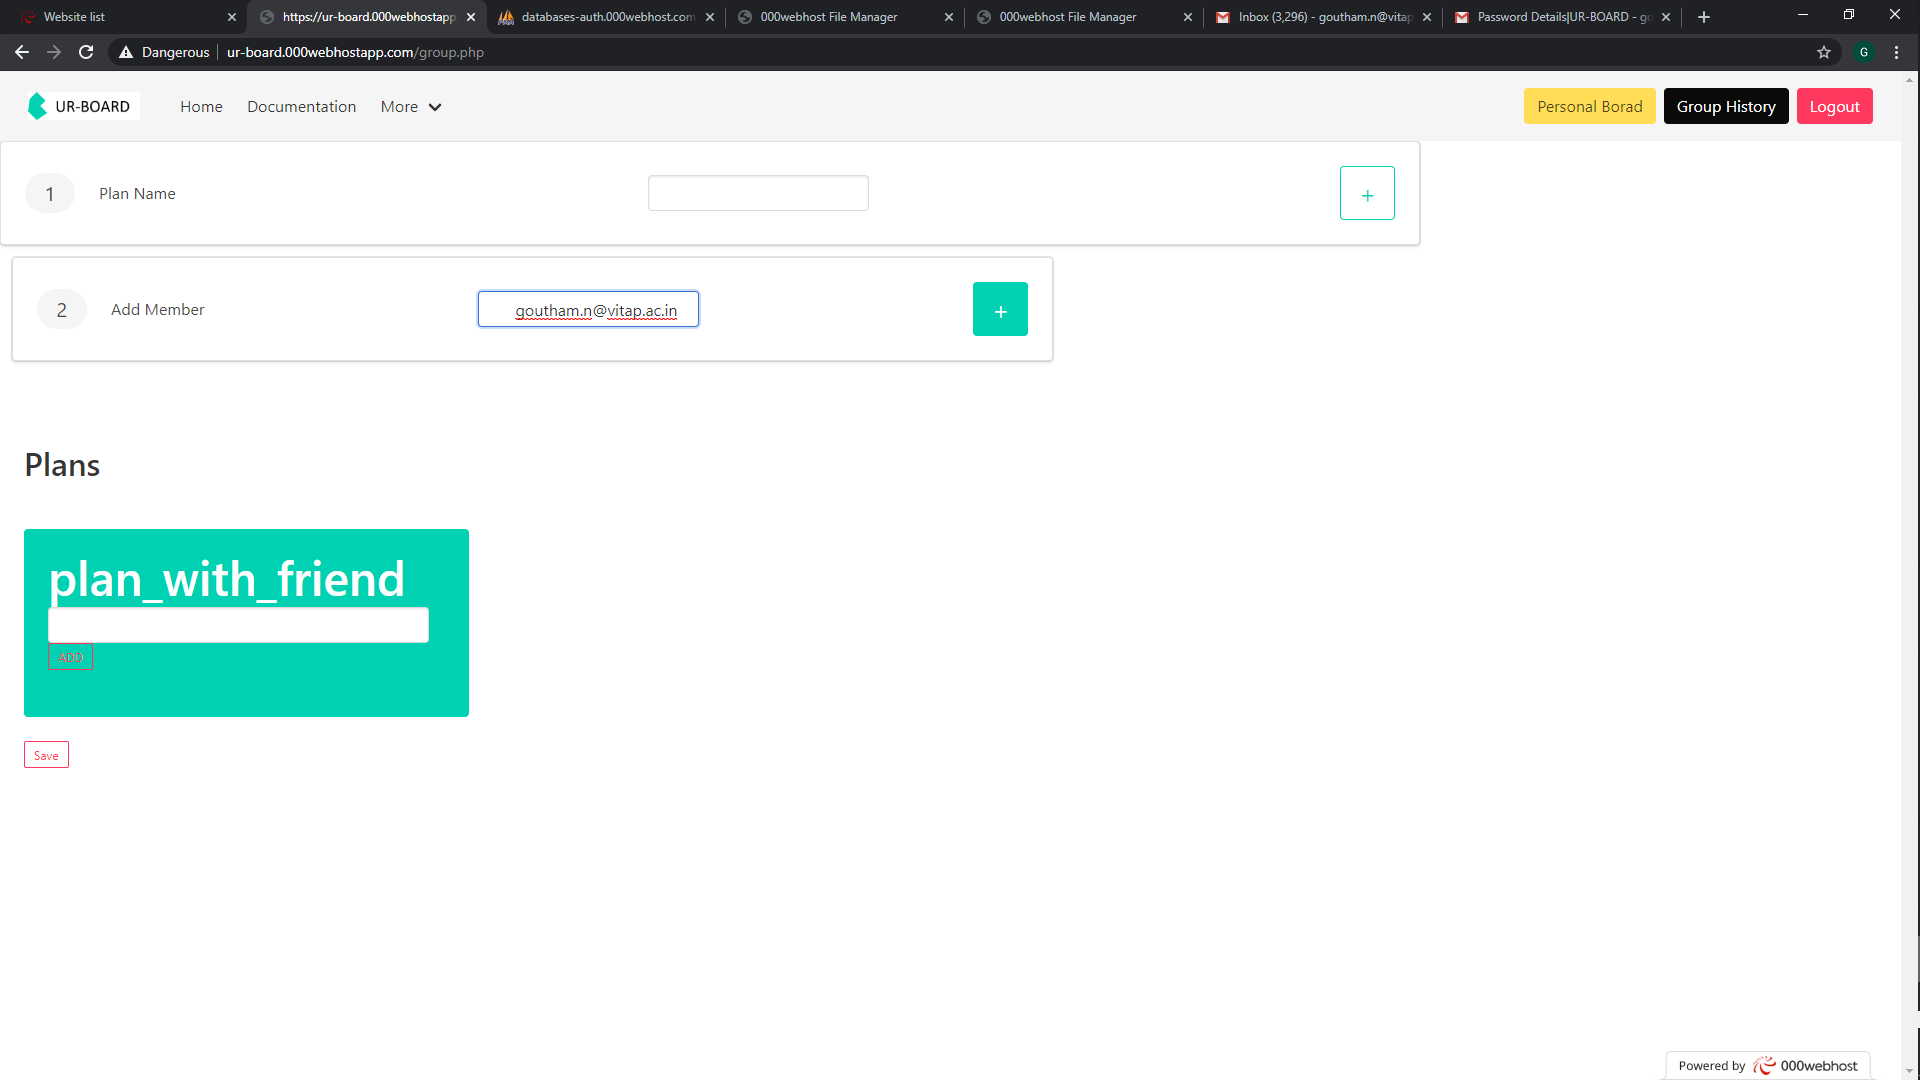 Website list
https://ur-board.000webhostapp
databases-auth.000webhost.com
000webhost File Manager
000webhost File Manager
Inbox (3,296) - goutham.n@vitap
Password Details|UR-BOARD - go
Dangerous
ur-board.000webhostapp.com/group.php
G
UR-BOARD
Home
Documentation
More
Personal Borad
Group History
Logout
1
Plan Name
+
2
Add Member
goutham.n@vitap.ac.in
+
Plans
plan_with_friend
ADD
Save
Powered by 000webhost